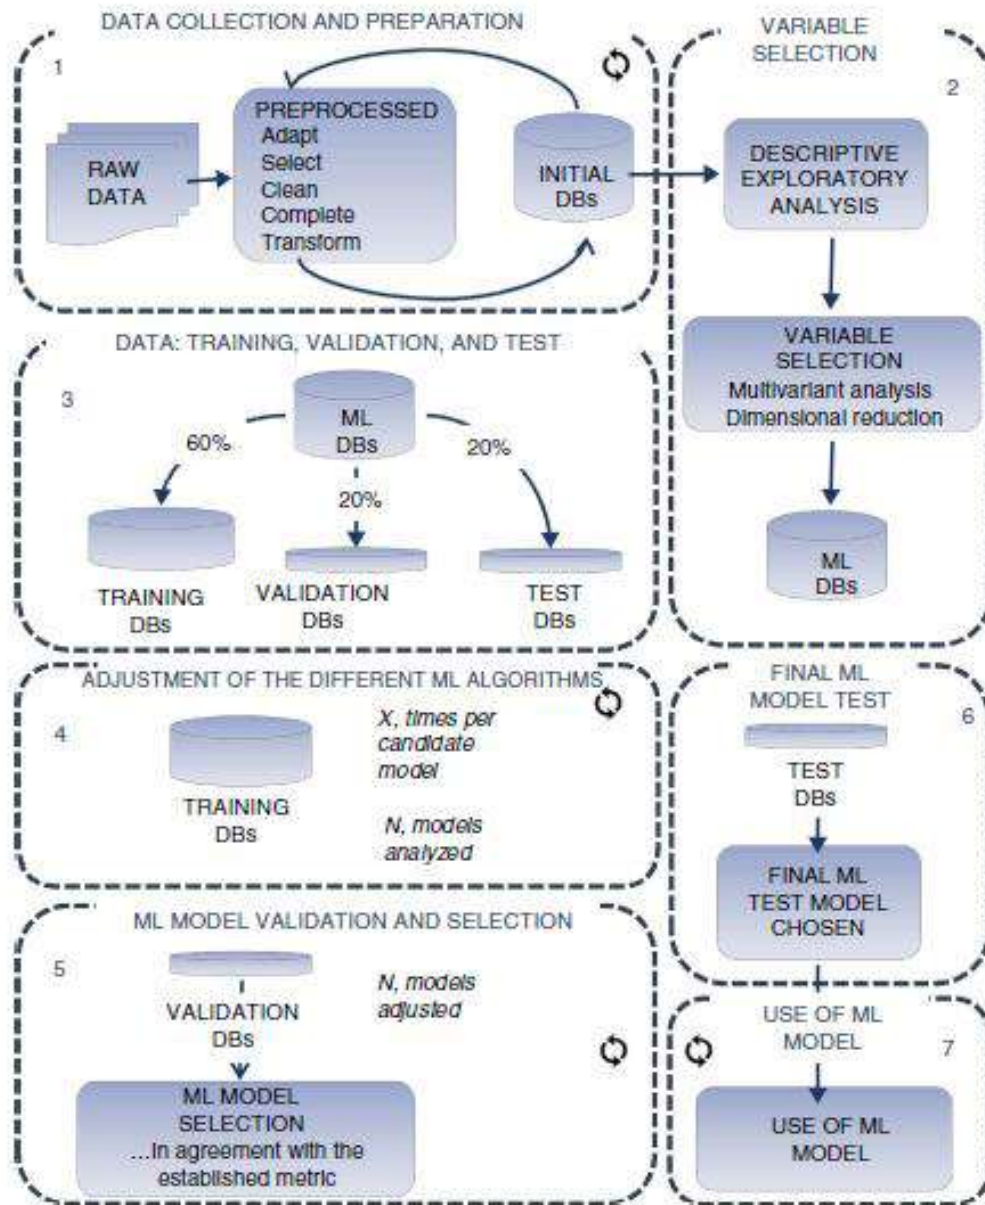 DATA COLLECTION AND PREPARATION
1
RAW
DATA
PREPROCESSED
Adapt
Select
Clean
Complete
Transform
INITIAL
DBs
VARIABLE
SELECTION
2
DESCRIPTIVE
EXPLORATORY
ANALYSIS
VARIABLE
SELECTION
Multivariant analysis
Dimensional reduction
ML
DBs
DATA: TRAINING, VALIDATION, AND TEST
3
ML
DBs
60%
20%
20%
TRAINING
DBs
VALIDATION
DBs
TEST
DBs
ADJUSTMENT OF THE DIFFERENT ML ALGORITHMS
4
TRAINING
DBs
X, times per
candidate
model
N, models
analyzed
ML MODEL VALIDATION AND SELECTION
5
VALIDATION
DBs
N, models
adjusted
ML MODEL
SELECTION
...In agreement with the
established metric
FINAL ML
MODEL TEST
6
TEST
DBs
FINAL ML
TEST MODEL
CHOSEN
USE OF ML
MODEL
7
USE OF ML
MODEL